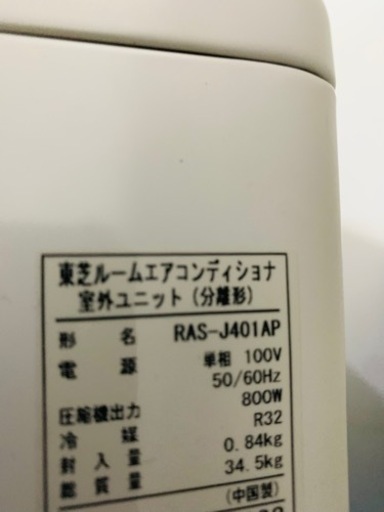 東芝ルームエアコンディショナ
室外ユニット(分離形)
形名 RAS-J401AP
電源 単相 100V
50/60Hz
圧縮機出力 800W
冷媒 R32
封入量 0.84kg
総質量 34.5kg
(中国製)